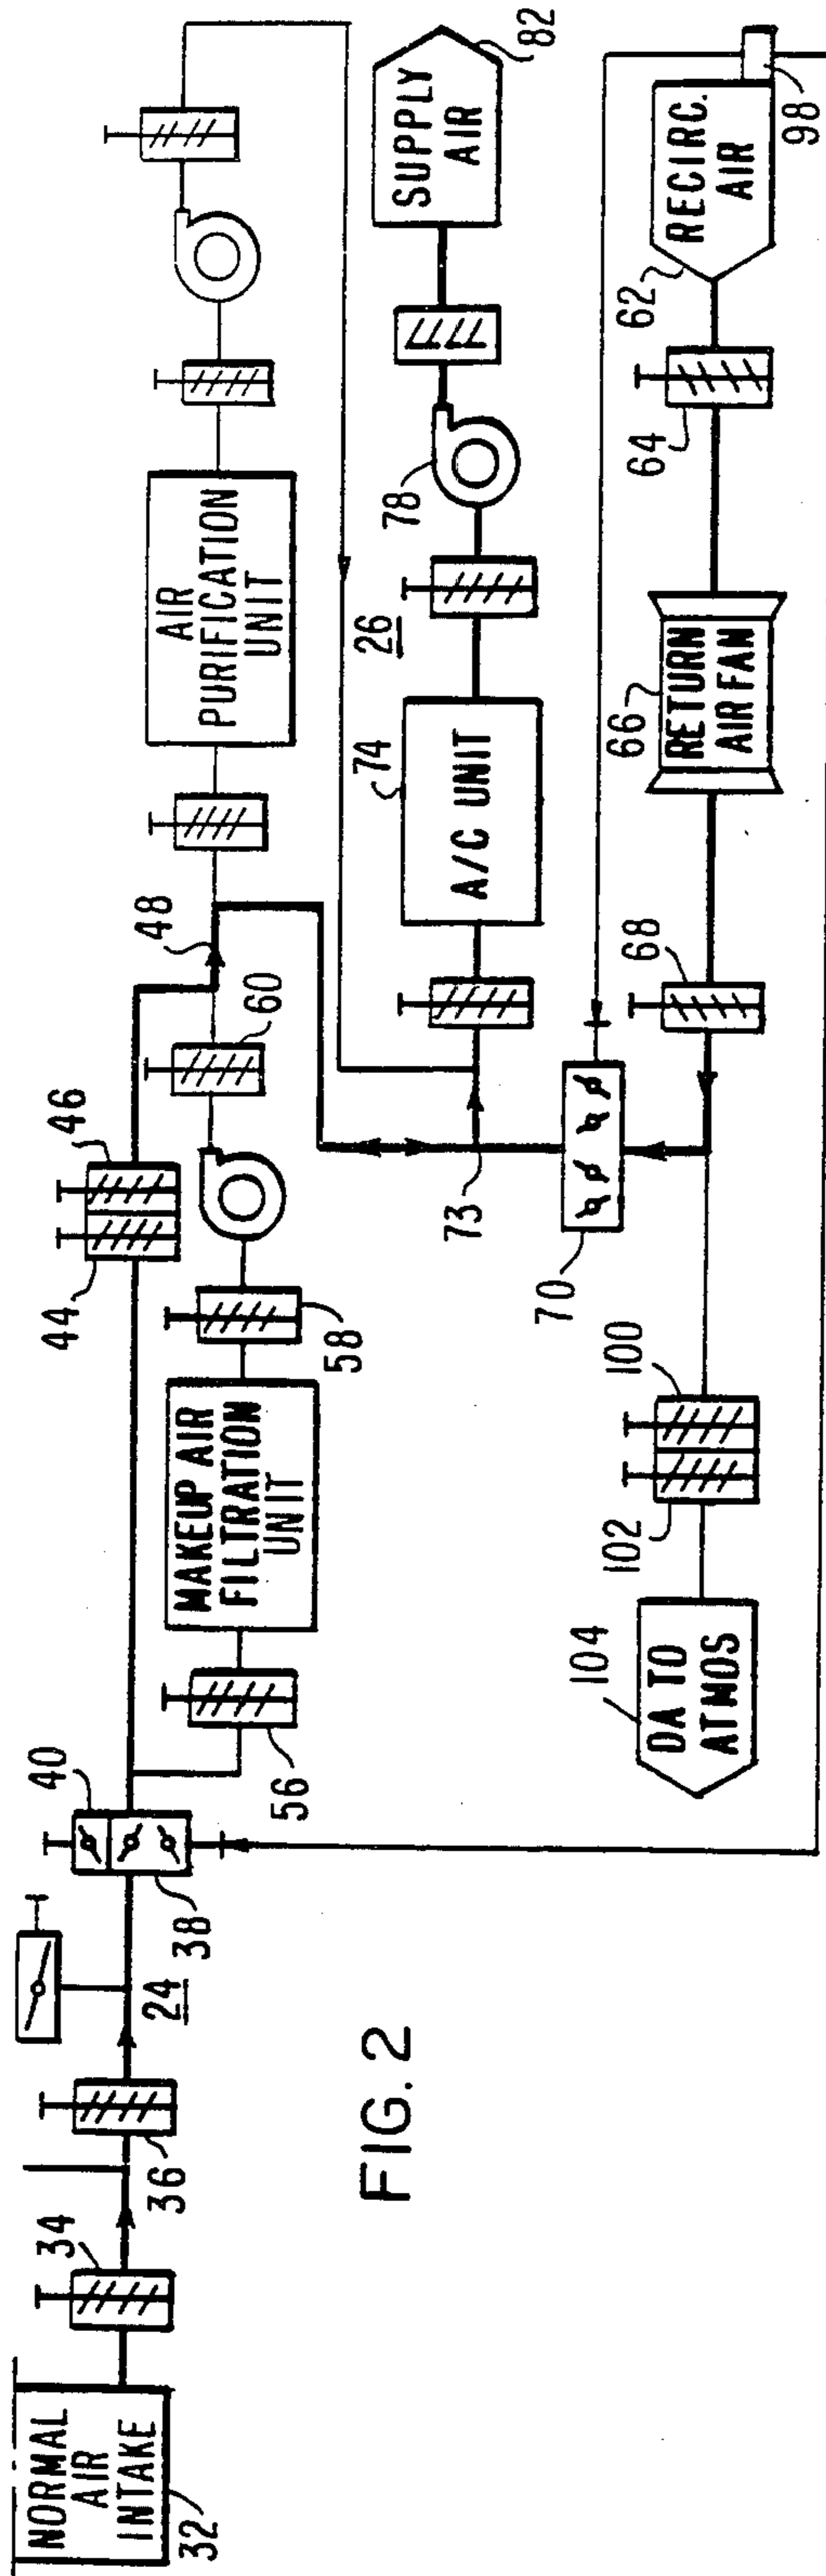 NORMAL
AIR
INTAKE
32
34
36
24
38
40
56
MAKEUP AIR
FILTRATION
UNIT
58
44
46
60
48
AIR
PURIFICATION
UNIT
26
73
74
A/C UNIT
78
SUPPLY
AIR
82
70
DA TO
ATMOS
104
102
100
68
66
RETURN
AIR FAN
64
62
RECIRC.
AIR
98
FIG. 2